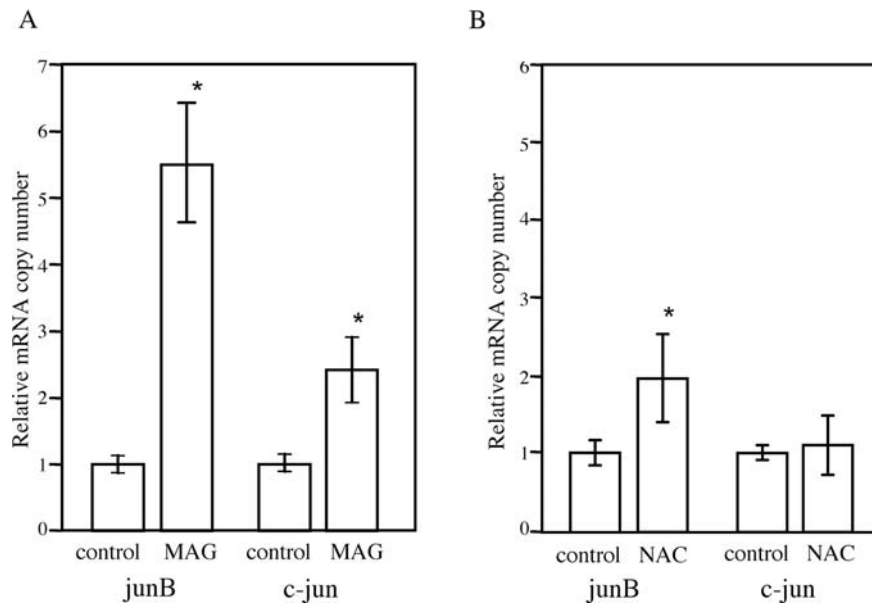 A
7
6
5
4
3
2
1
0
Relative mRNA copy number
*
*
control MAG control MAG
junB c-jun
B
6
5
4
3
2
1
0
Relative mRNA copy number
*
control NAC control NAC
junB c-jun